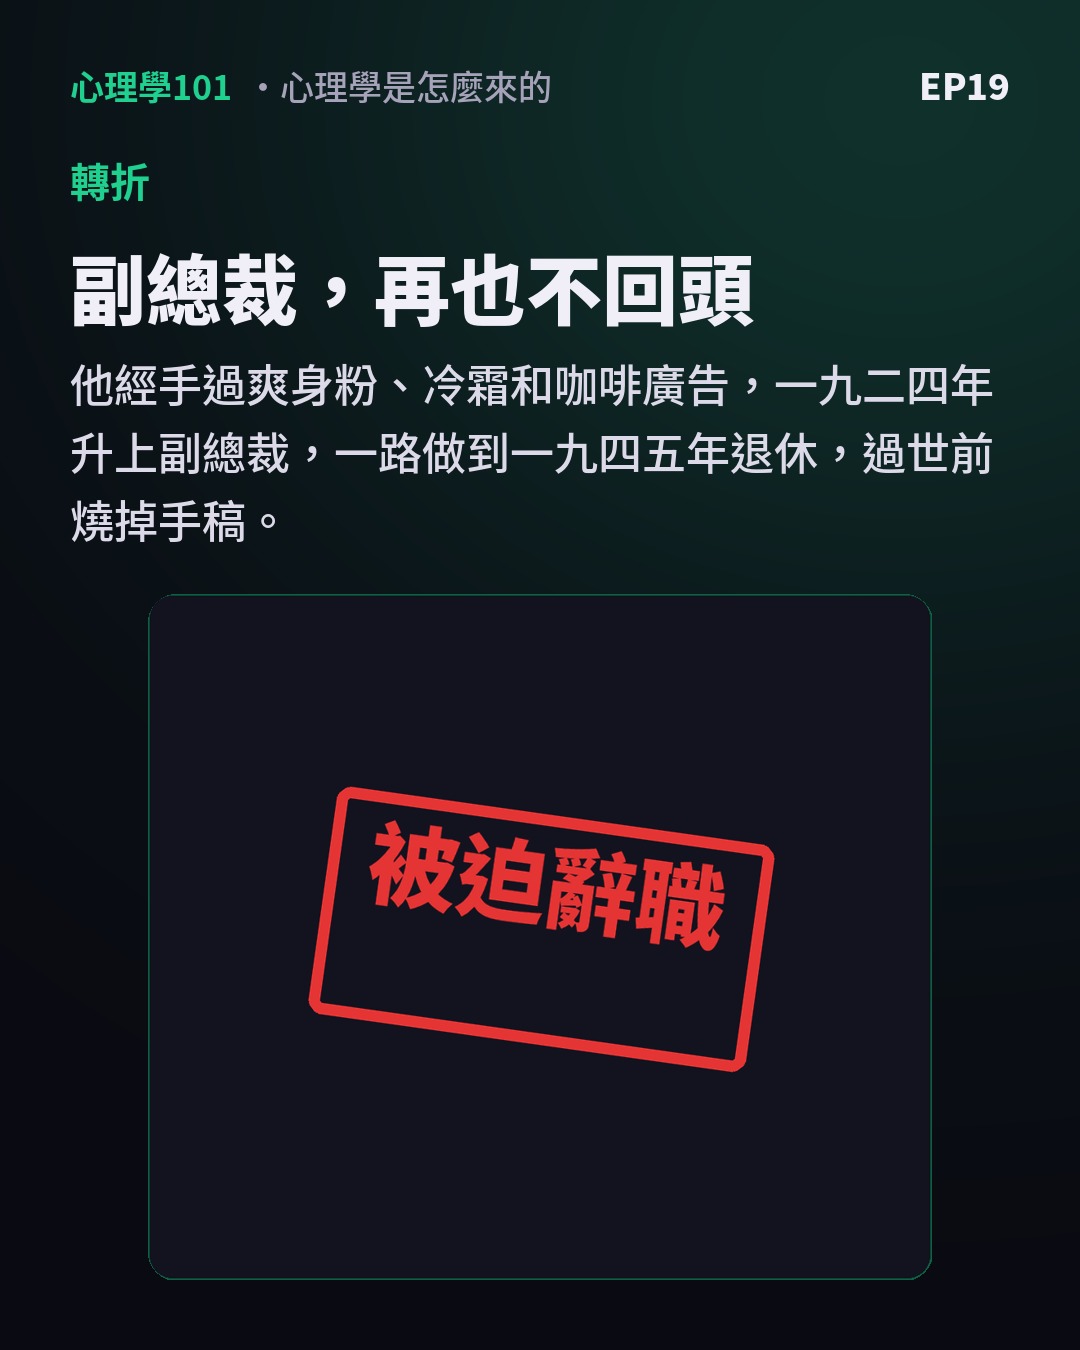 心理學101 ・心理學是怎麼來的
EP19
轉折
副總裁，再也不回頭
他經手過爽身粉、冷霜和咖啡廣告，一九二四年
升上副總裁，一路做到一九四五年退休，過世前
燒掉手稿。
被迫辭職